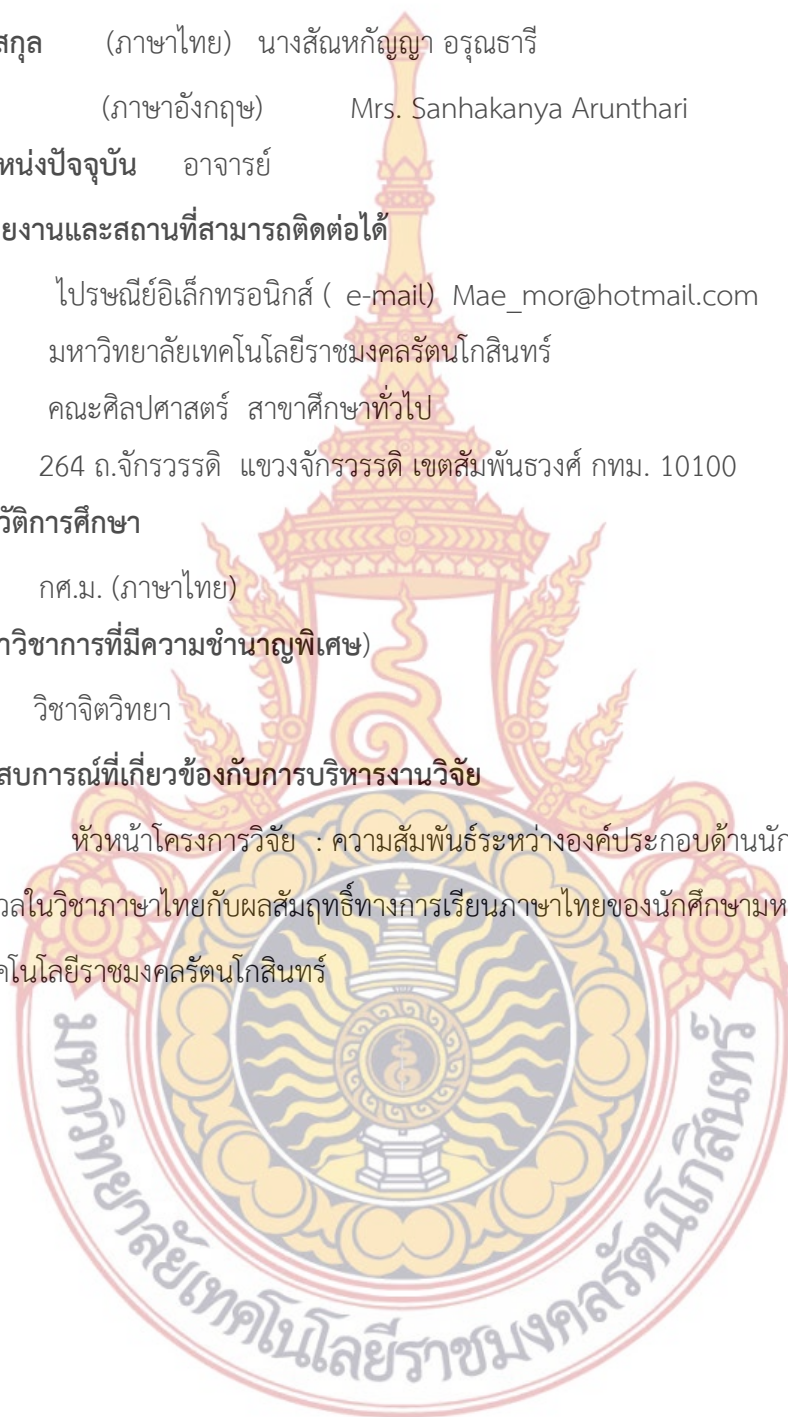 สกุล (ภาษาไทย) นางสัณหกัญญา อรุณธารี
(ภาษาอังกฤษ) Mrs. Sanhakanya Arunthari
หน่งปัจจุบัน อาจารย์
ยงานและสถานที่สามารถติดต่อได้
ไปรษณีย์อิเล็กทรอนิกส์ ( e-mail) Mae_mor@hotmail.com
มหาวิทยาลัยเทคโนโลยีราชมงคลรัตนโกสินทร์
คณะศิลปศาสตร์ สาขาศึกษาทั่วไป
264 ถ.จักรวรรดิ แขวงจักรวรรดิ เขตสัมพันธวงศ์ กทม. 10100
วัติการศึกษา
กศ.ม. (ภาษาไทย)
าวิชาการที่มีความชำนาญพิเศษ)
วิชาจิตวิทยา
สบการณ์ที่เกี่ยวข้องกับการบริหารงานวิจัย
หัวหน้าโครงการวิจัย : ความสัมพันธ์ระหว่างองค์ประกอบด้านนัก
วลในวิชาภาษาไทยกับผลสัมฤทธิ์ทางการเรียนภาษาไทยของนักศึกษามห
คโนโลยีราชมงคลรัตนโกสินทร์
มหาวิทยาลัยเทคโนโลยีราชมงคลรัตนโกสินทร์